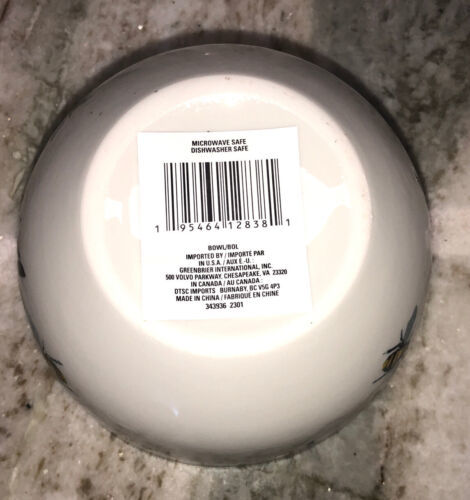 MICROWAVE SAFE
DISHWASHER SAFE
1 95464 12838 1
BOWL/BOL
IMPORTED BY / IMPORTE PAR
IN U.S.A. / AUX E.-U. :
GREENBRIER INTERNATIONAL, INC.
500 VOLVO PARKWAY, CHESAPEAKE, VA 23320
IN CANADA / AU CANADA :
DTSC IMPORTS BURNABY, BC V5G 4P3
MADE IN CHINA / FABRIQUE EN CHINE
343936 2301